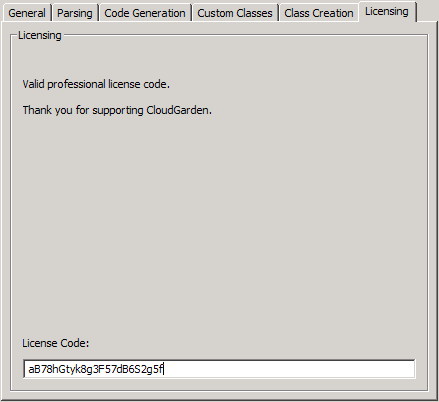 General Parsing Code Generation Custom Classes Class Creation Licensing
Licensing
Valid professional license code.
Thank you for supporting CloudGarden.
License Code:
aB78hGtyk8g3F57dB6S2g5f